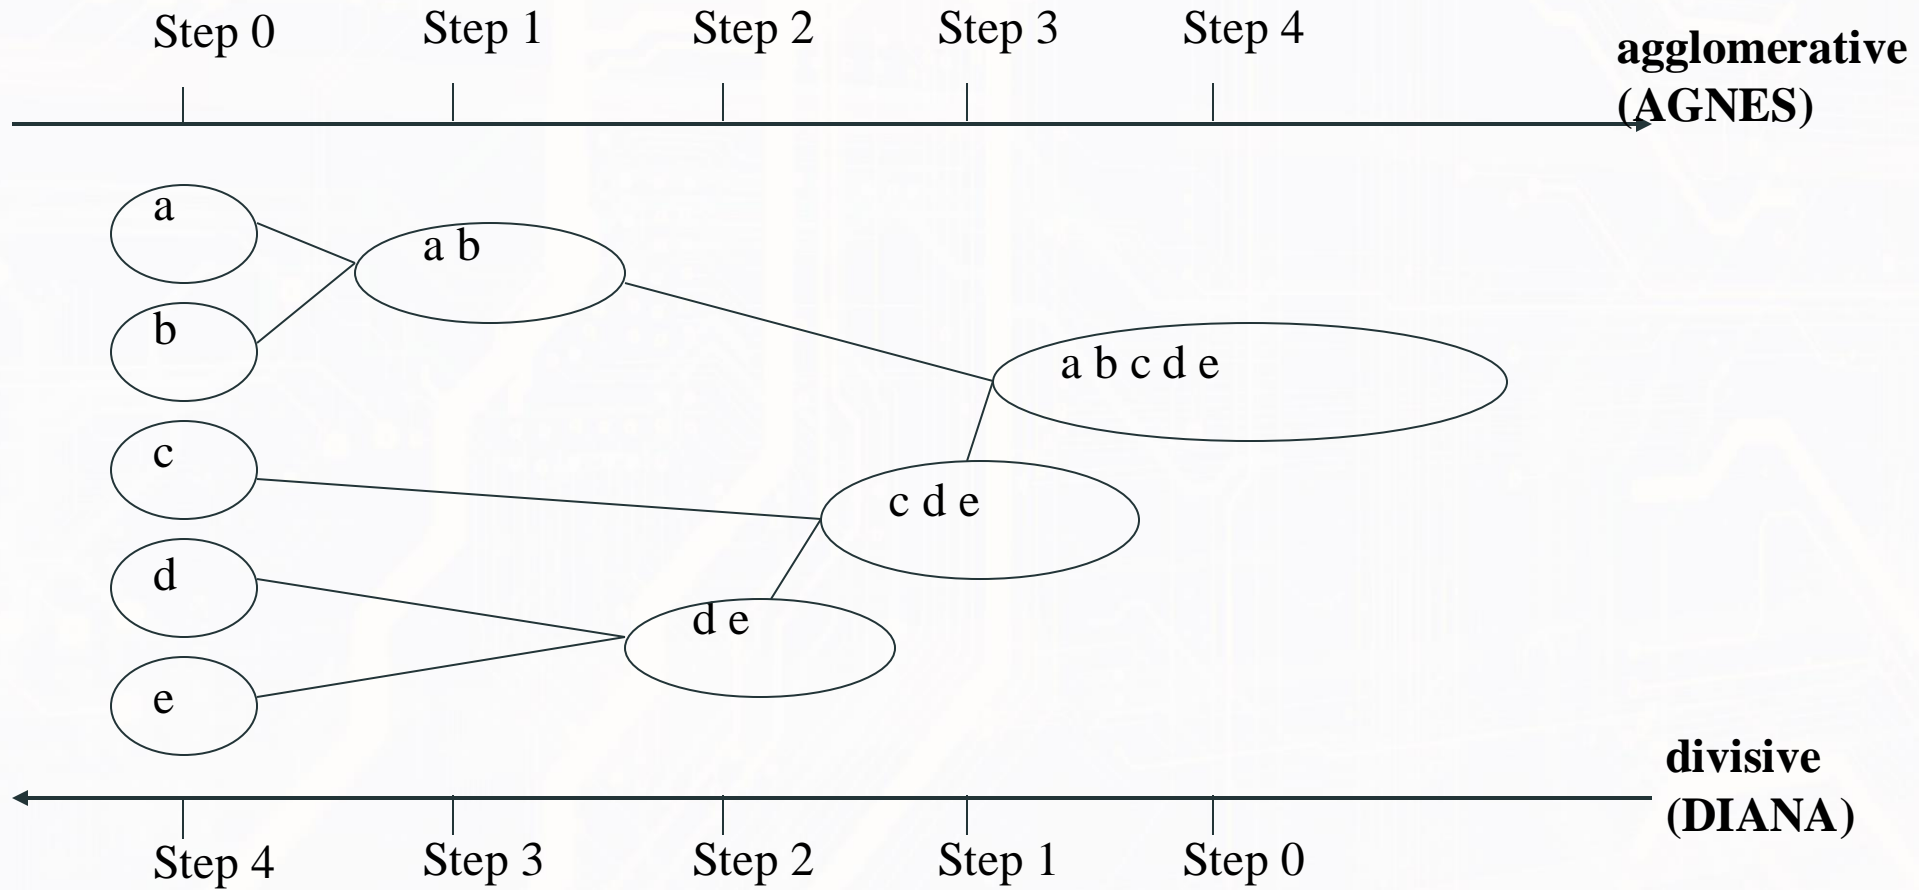 Step 0
Step 1
Step 2
Step 3
Step 4
agglomerative
(AGNES)
a
a b
b
a b c d e
c
c d e
d
d e
e
divisive
(DIANA)
Step 4
Step 3
Step 2
Step 1
Step 0